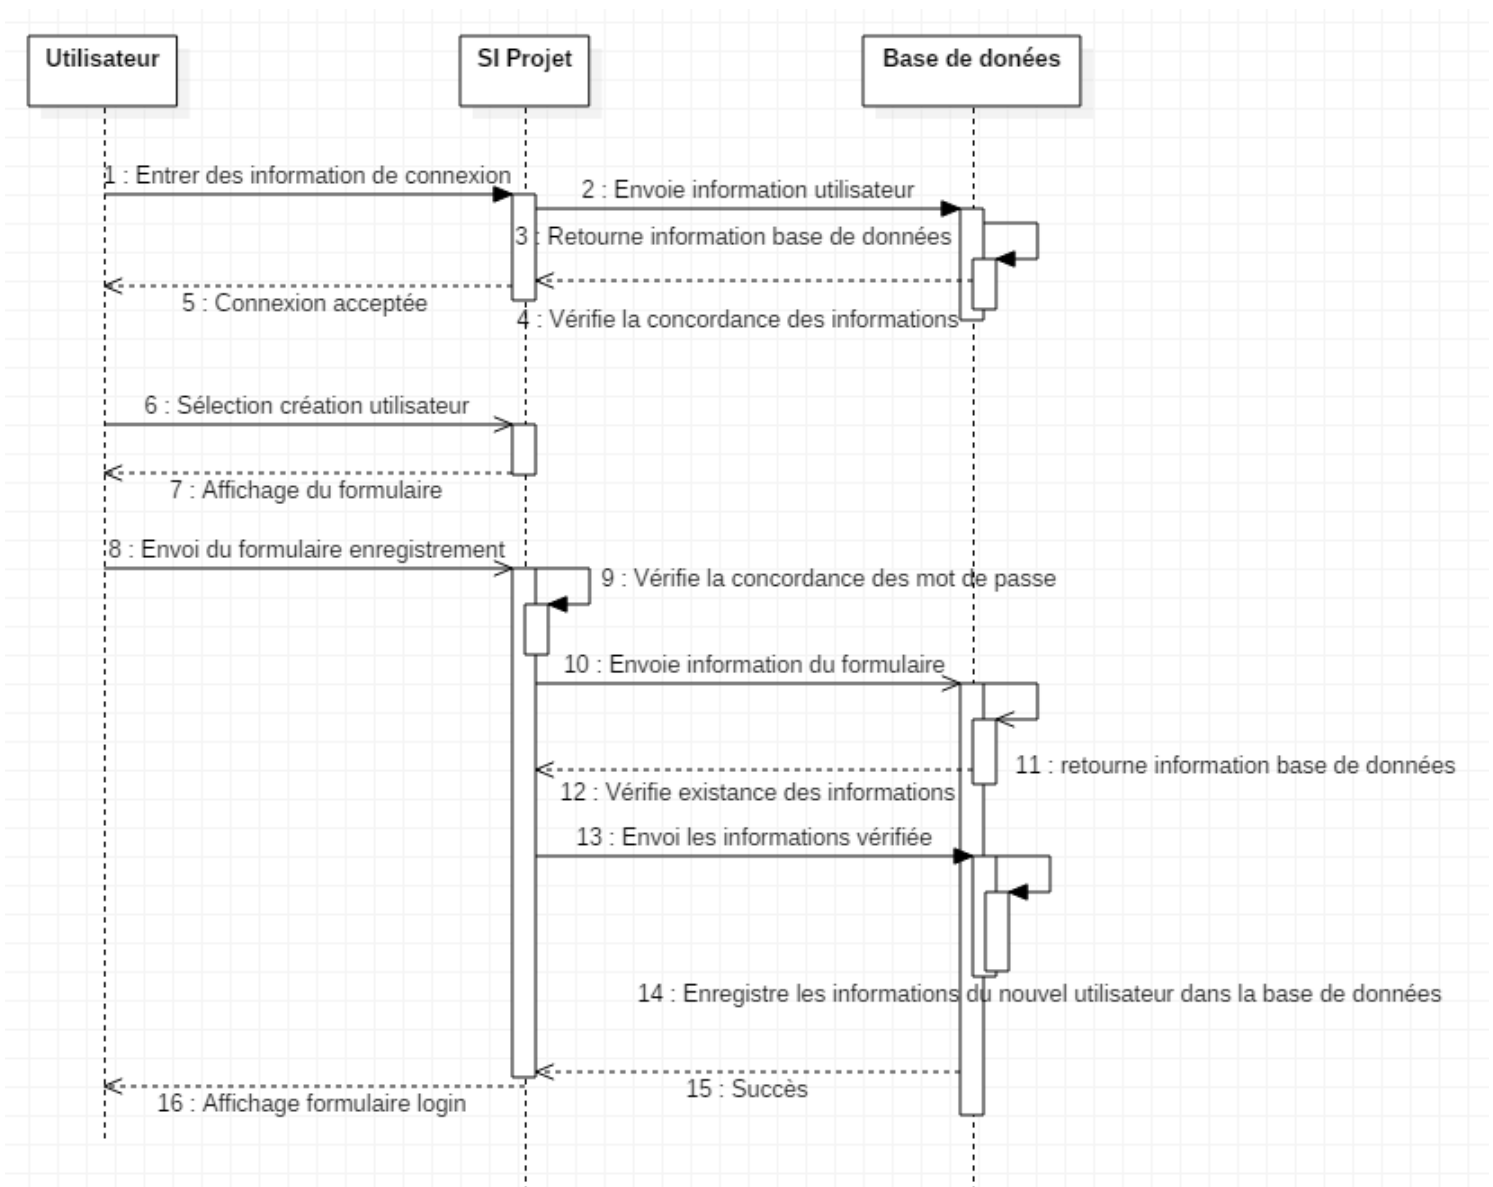 Utilisateur
SI Projet
Base de donées
1 : Entrer des information de connexion
2 : Envoie information utilisateur
3 : Retourne information base de données
4 : Vérifie la concordance des informations
5 : Connexion acceptée
6 : Sélection création utilisateur
7 : Affichage du formulaire
8 : Envoi du formulaire enregistrement
9 : Vérifie la concordance des mot de passe
10 : Envoie information du formulaire
11 : retourne information base de données
12 : Vérifie existance des informations
13 : Envoi les informations vérifiée
14 : Enregistre les informations du nouvel utilisateur dans la base de données
15 : Succès
16 : Affichage formulaire login